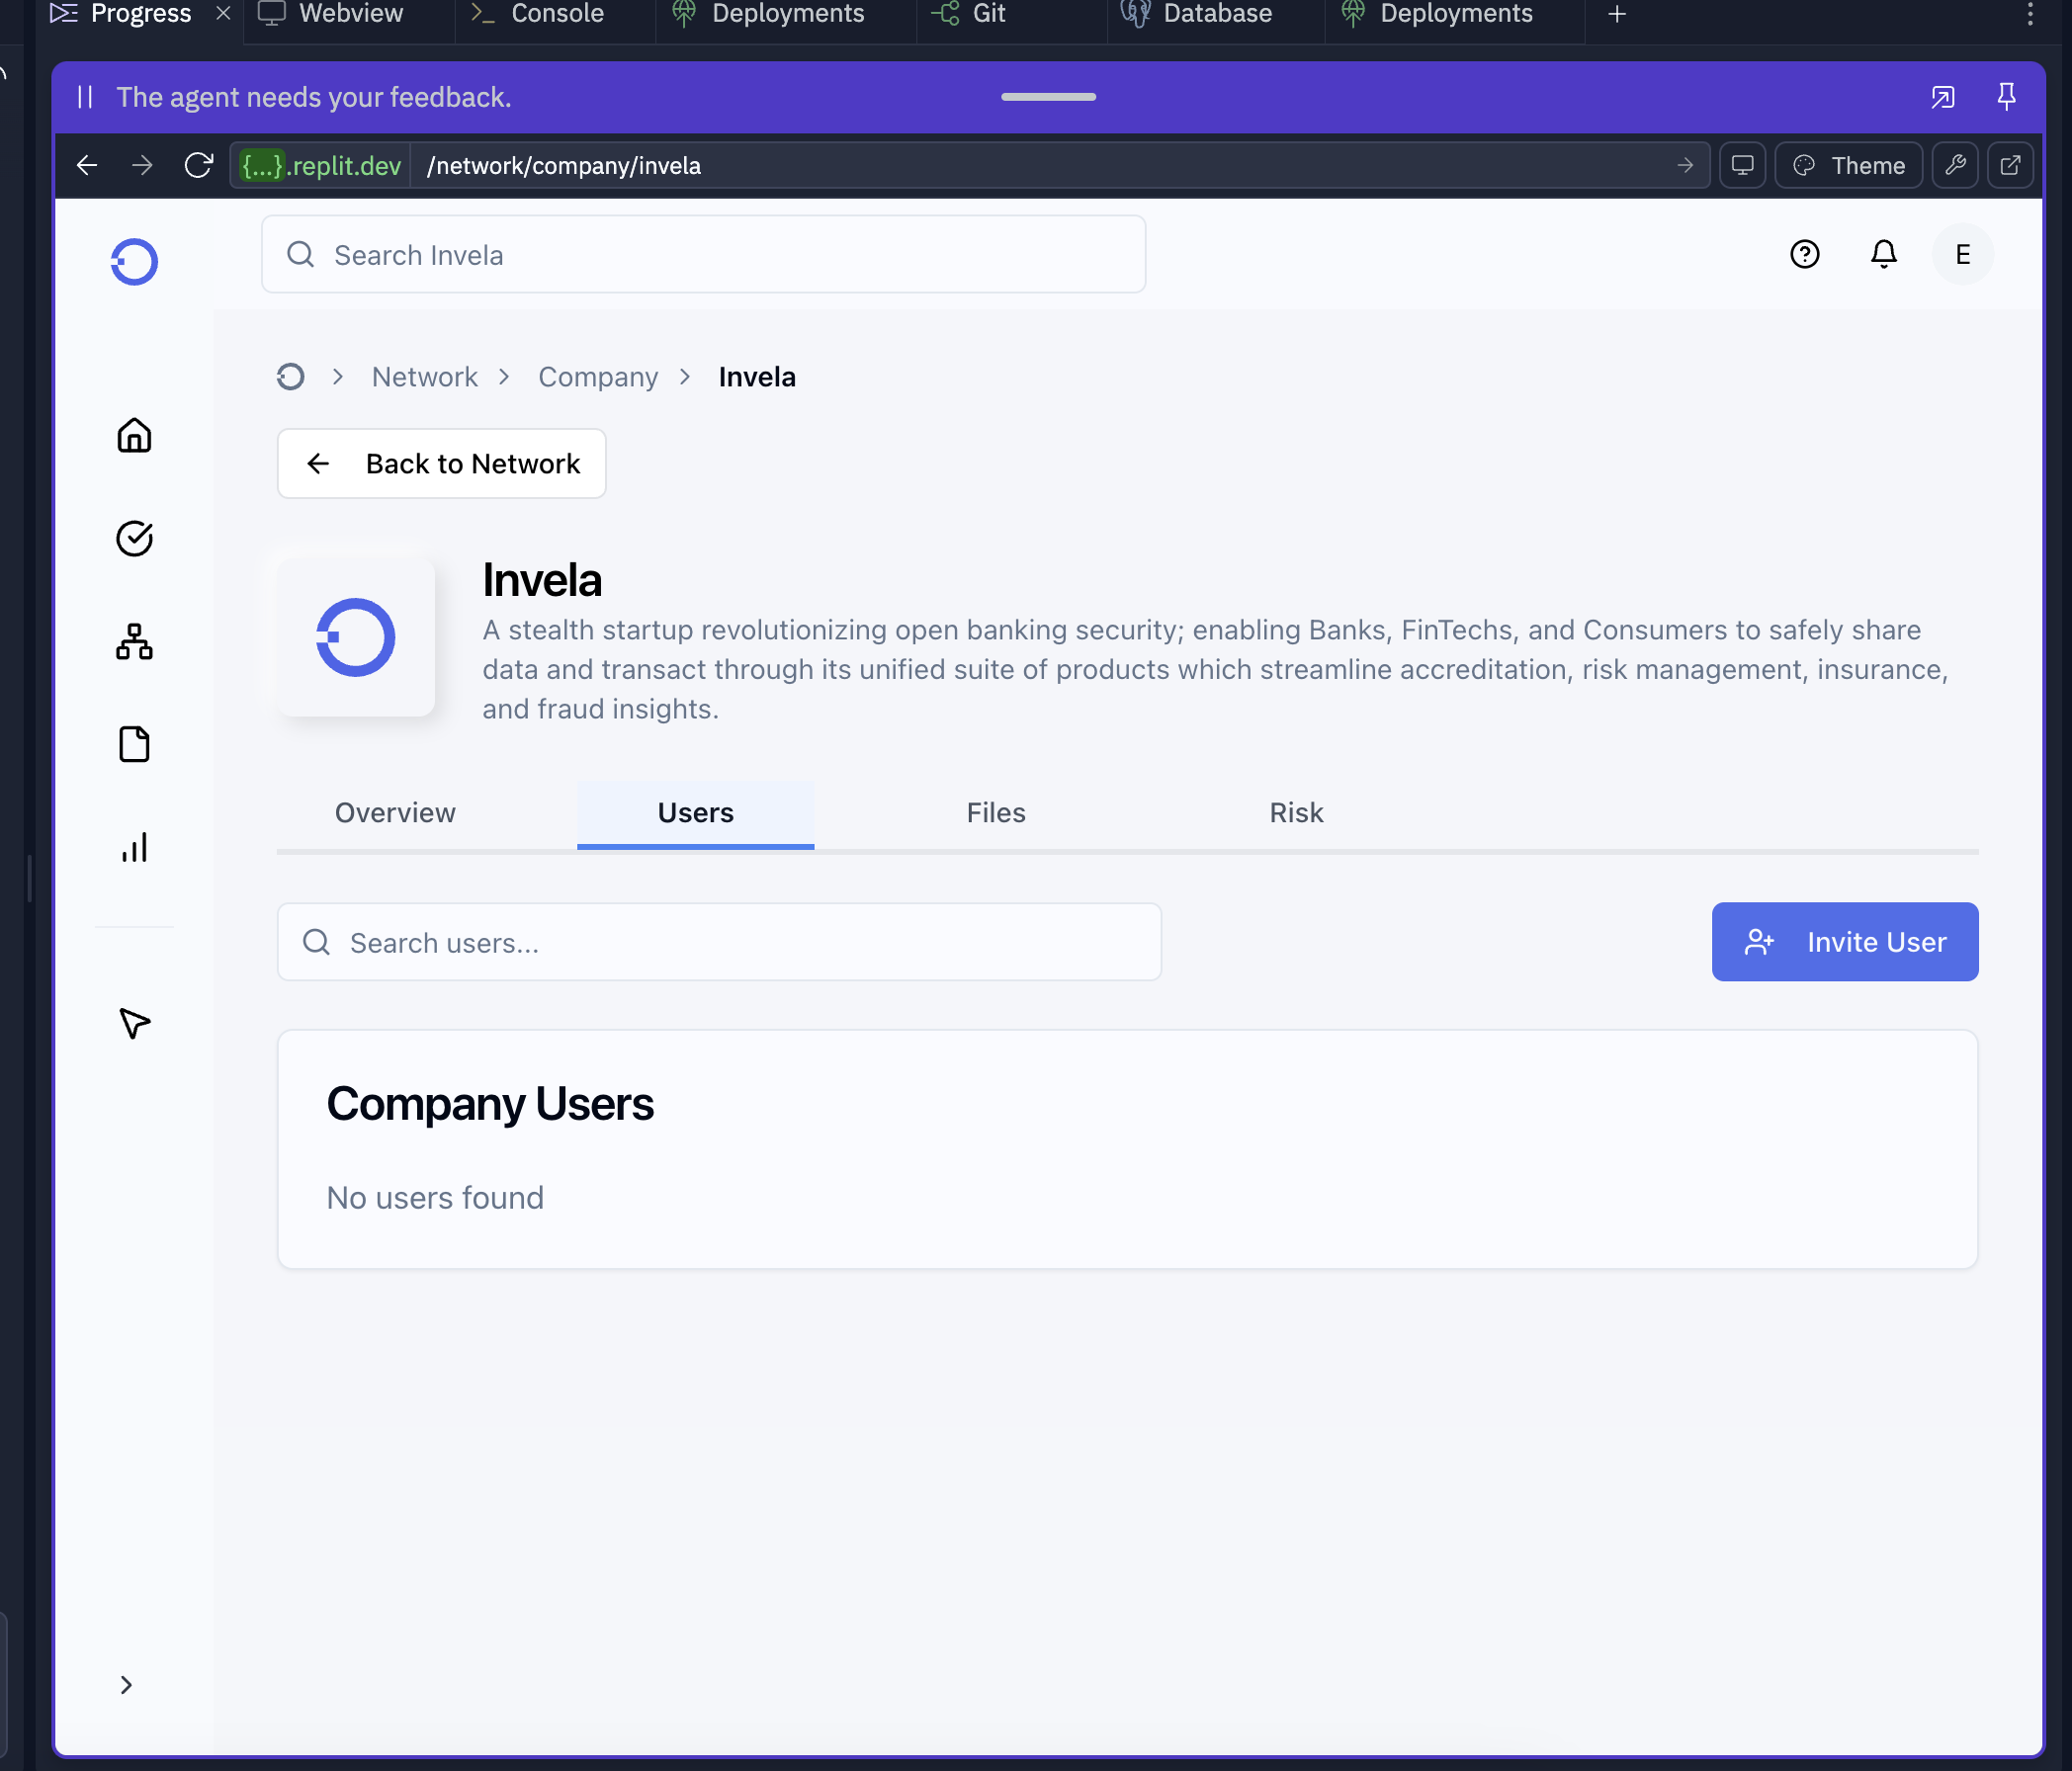 Progress Webview Console Deployments Git Database Deployments
The agent needs your feedback.
{...}.replit.dev /network/company/invela Theme
Search Invela
E
Network Company Invela
Back to Network
Invela
A stealth startup revolutionizing open banking security; enabling Banks, FinTechs, and Consumers to safely share
data and transact through its unified suite of products which streamline accreditation, risk management, insurance,
and fraud insights.
Overview Users Files Risk
Search users...
Invite User
Company Users
No users found